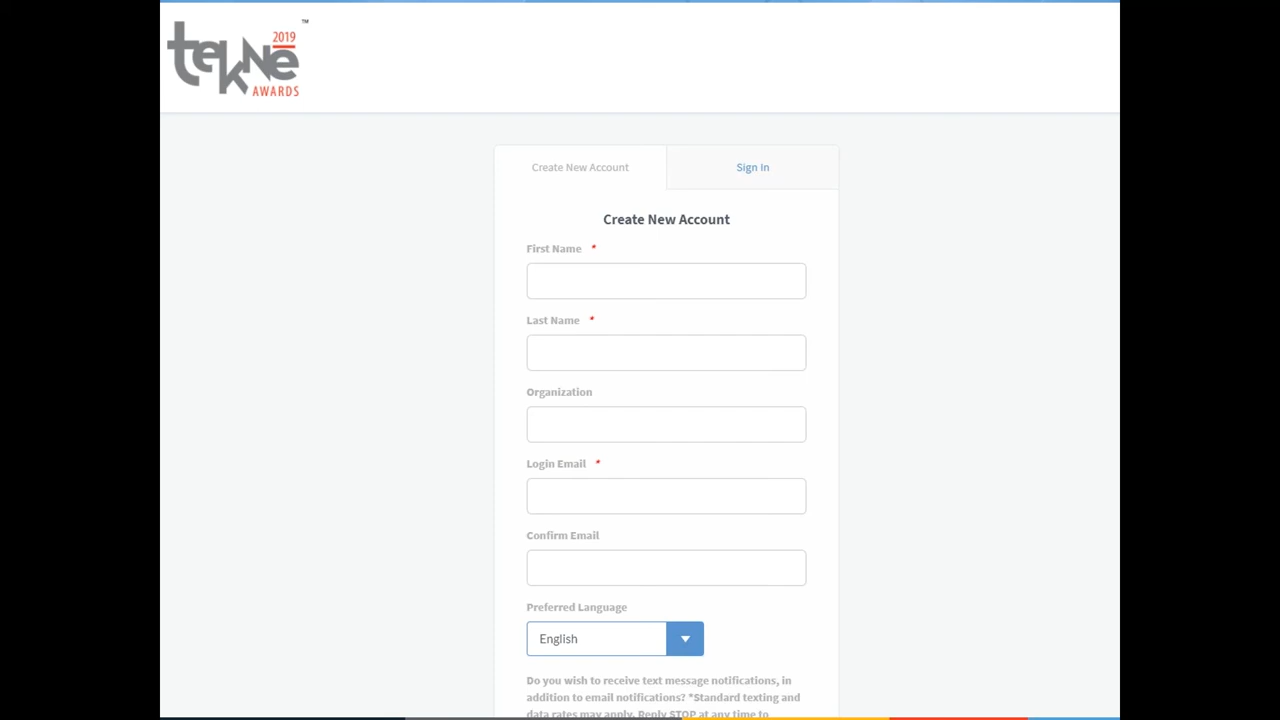 tekne 2019 AWARDS ™
Create New Account
Sign In
Create New Account
First Name *
Last Name *
Organization
Login Email *
Confirm Email
Preferred Language
English
Do you wish to receive text message notifications, in
addition to email notifications? *Standard texting and
data rates may apply. Reply STOP at any time to